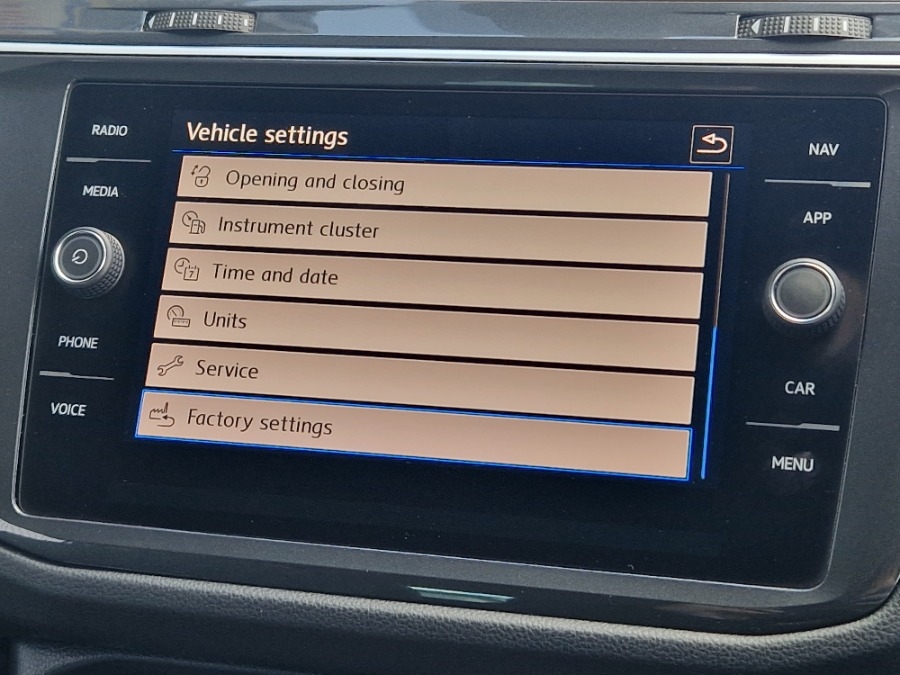 RADIO
MEDIA
PHONE
VOICE
Vehicle settings
Opening and closing
Instrument cluster
7
Time and date
Units
Service
Factory settings
NAV
APP
CAR
MENU